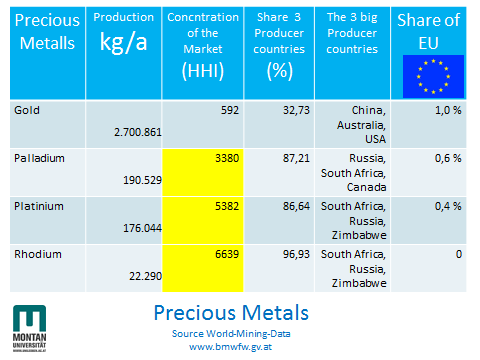 Precious Metalls
Production kg/a
Concntration of the Market (HHI)
Share 3 Producer countries (%)
The 3 big Producer countries
Share of EU
Gold
2.700.861
592
32,73
China, Australia, USA
1,0 %
Palladium
190.529
3380
87,21
Russia, South Africa, Canada
0,6 %
Platinium
176.044
5382
86,64
South Africa, Russia, Zimbabwe
0,4 %
Rhodium
22.290
6639
96,93
South Africa, Russia, Zimbabwe
0
Precious Metals
Source World-Mining-Data
www.bmwfw.gv.at
MONTAN
UNIVERSITÄT
WWW.UNILEOBEN.AC.AT